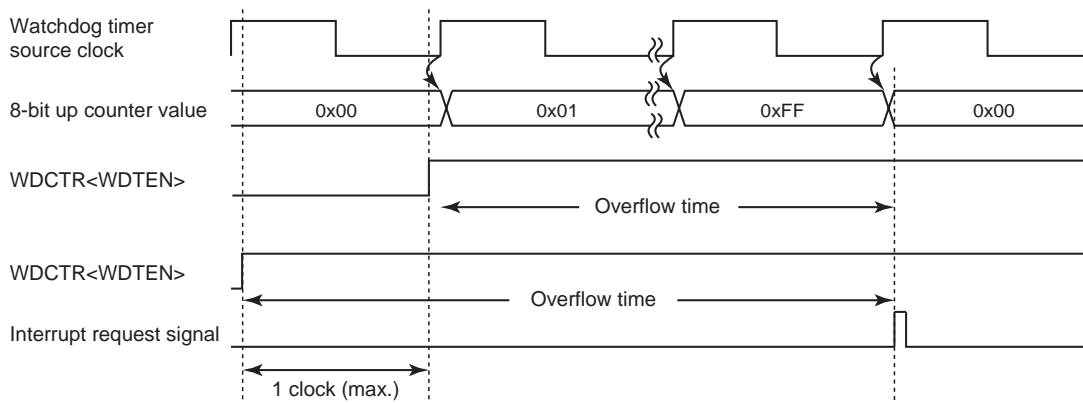 Watchdog timer
source clock
8-bit up counter value
0x00
0x01
0xFF
0x00
WDCTR<WDTEN>
Overflow time
WDCTR<WDTEN>
Overflow time
Interrupt request signal
1 clock (max.)